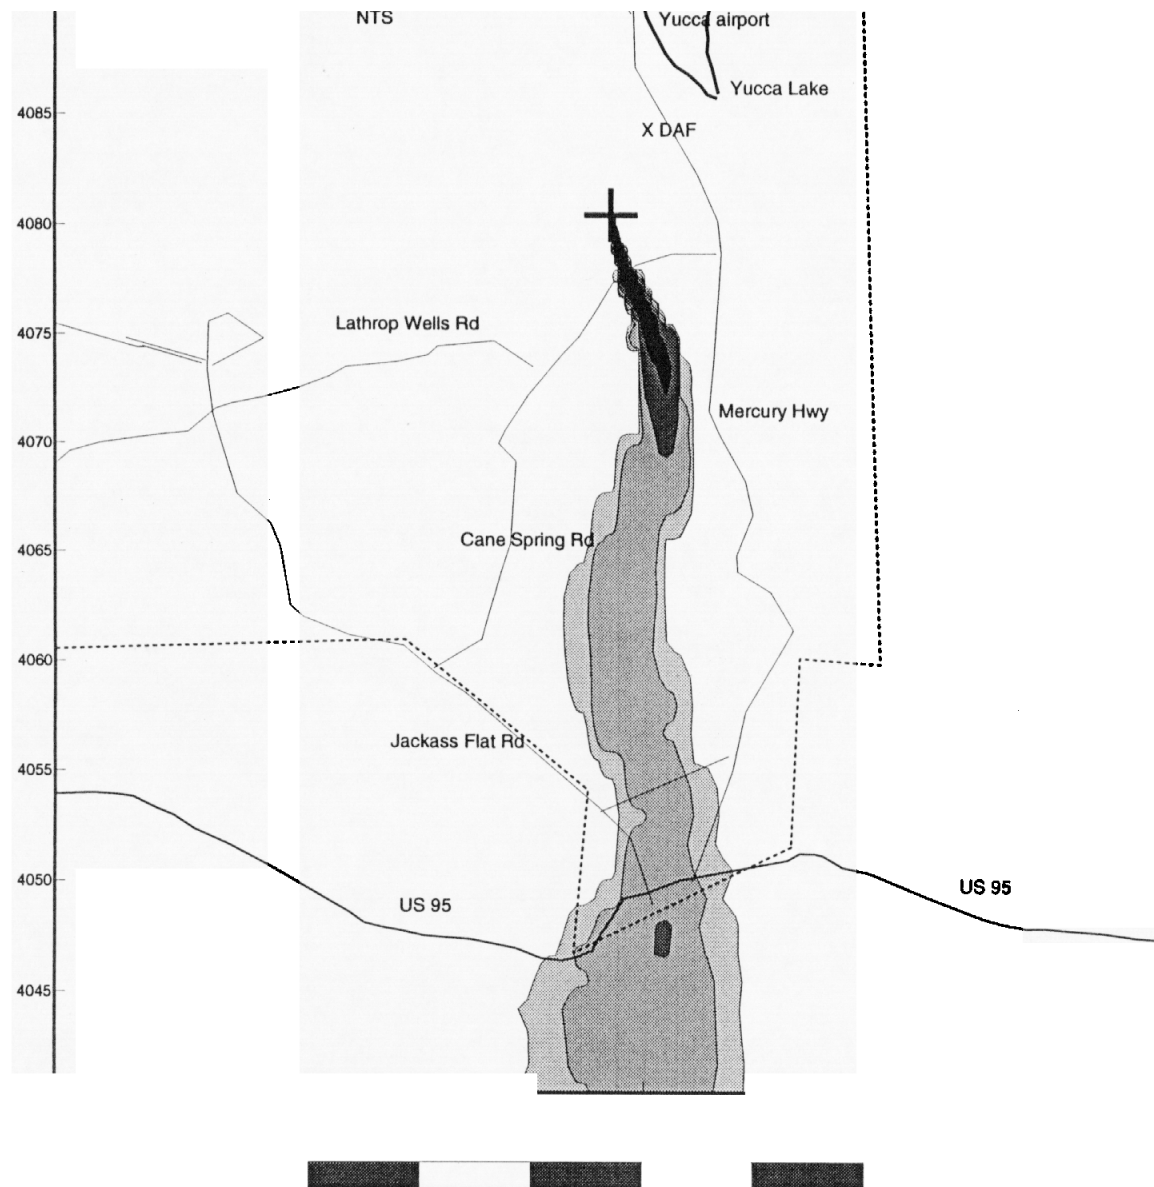 NTS
Yucca airport
Yucca Lake
4085
X DAF
4080
Lathrop Wells Rd
4075
Mercury Hwy
4070
Cane Spring Rd
4065
4060
Jackass Flat Rd
4055
4050
US 95
US 95
4045